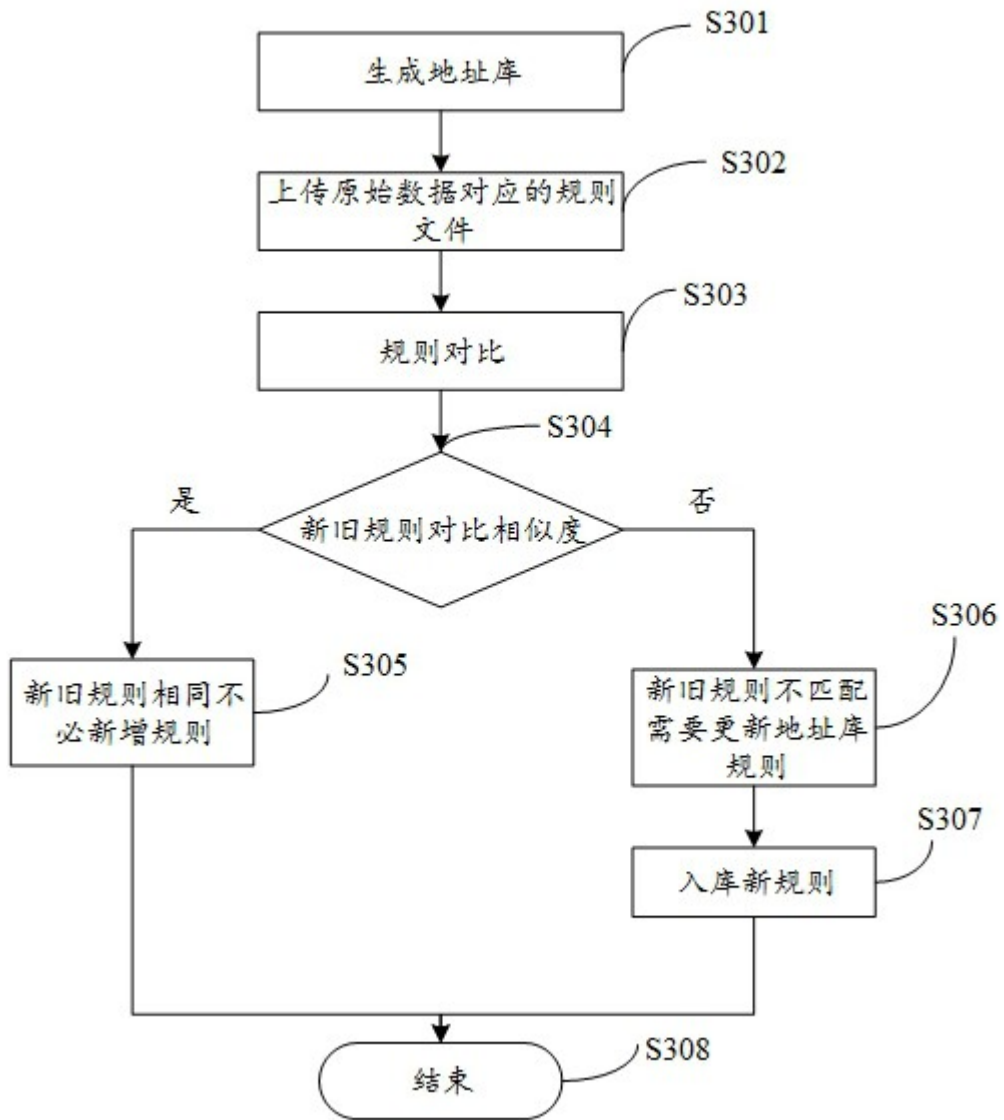 S301
生成地址库
S302
上传原始数据对应的规则
文件
S303
规则对比
S304
是
否
新旧规则对比相似度
S305
新旧规则相同不
必新增规则
S306
新旧规则不匹配
需要更新地址库
规则
S307
入库新规则
S308
结束